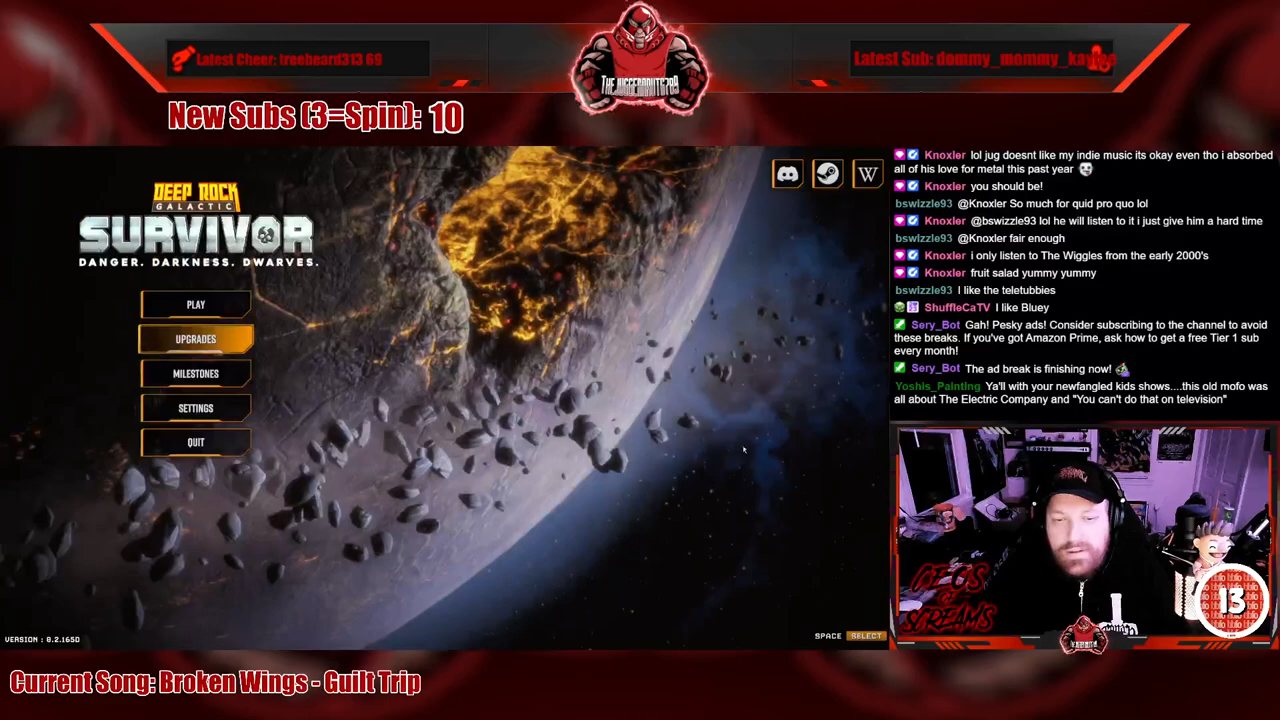 Latest Cheer: treebeard313 69
THEJUGGERNAUT6789
Latest Sub: dommy_mommy_kaylee
New Subs (3=Spin): 10
DEEP ROCK
GALACTIC
SURVIVOR
DANGER. DARKNESS. DWARVES.
W
PLAY
UPGRADES
MILESTONES
SETTINGS
QUIT
VERSION : 0.2.165D
SPACE SELECT
Knoxler lol jug doesnt like my indie music its okay even tho i absorbed
all of his love for metal this past year
Knoxler you should be!
bswizzle93 @Knoxler So much for quid pro quo lol
Knoxler @bswizzle93 lol he will listen to it i just give him a hard time
bswizzle93 @Knoxler fair enough
Knoxler i only listen to The Wiggles from the early 2000's
Knoxler fruit salad yummy yummy
bswizzle93 I like the teletubbies
ShuffleCaTV I like Bluey
Sery_Bot Gah! Pesky ads! Consider subscribing to the channel to avoid
these breaks. If you've got Amazon Prime, ask how to get a free Tier 1 sub
every month!
Sery_Bot The ad break is finishing now!
Yoshis_Painting Ya'll with your newfangled kids shows....this old mofo was
all about The Electric Company and "You can't do that on television"
SCREAMS
13
Current Song: Broken Wings - Guilt Trip